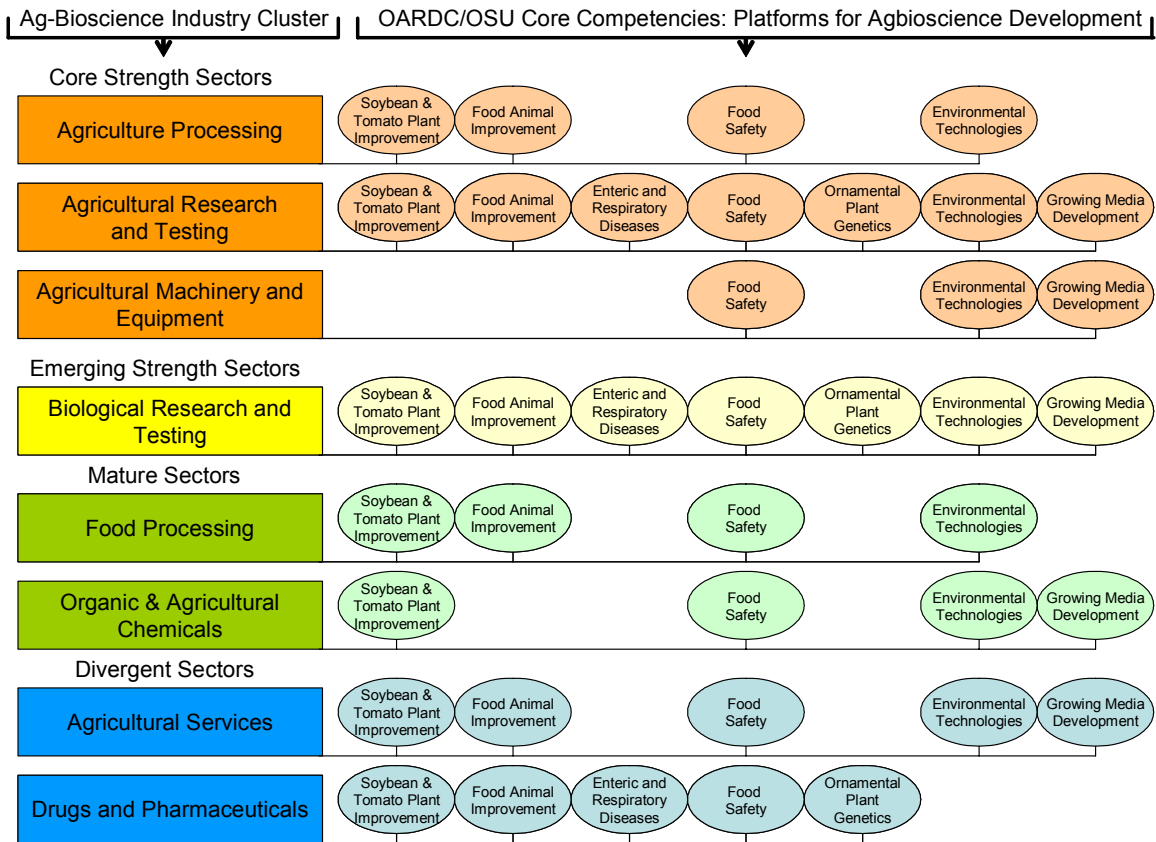 Ag-Bioscience Industry Cluster
OARDC/OSU Core Competencies: Platforms for Agbioscience Development
Core Strength Sectors
Agriculture Processing
Soybean &
Tomato Plant
Improvement
Food Animal
Improvement
Food
Safety
Environmental
Technologies
Agricultural Research
and Testing
Soybean &
Tomato Plant
Improvement
Food Animal
Improvement
Enteric and
Respiratory
Diseases
Food
Safety
Ornamental
Plant
Genetics
Environmental
Technologies
Growing Media
Development
Agricultural Machinery and
Equipment
Food
Safety
Environmental
Technologies
Growing Media
Development
Emerging Strength Sectors
Biological Research and
Testing
Soybean &
Tomato Plant
Improvement
Food Animal
Improvement
Enteric and
Respiratory
Diseases
Food
Safety
Ornamental
Plant
Genetics
Environmental
Technologies
Growing Media
Development
Mature Sectors
Food Processing
Soybean &
Tomato Plant
Improvement
Food Animal
Improvement
Food
Safety
Environmental
Technologies
Organic & Agricultural
Chemicals
Soybean &
Tomato Plant
Improvement
Food
Safety
Environmental
Technologies
Growing Media
Development
Divergent Sectors
Agricultural Services
Soybean &
Tomato Plant
Improvement
Food Animal
Improvement
Food
Safety
Environmental
Technologies
Growing Media
Development
Drugs and Pharmaceuticals
Soybean &
Tomato Plant
Improvement
Food Animal
Improvement
Enteric and
Respiratory
Diseases
Food
Safety
Ornamental
Plant
Genetics